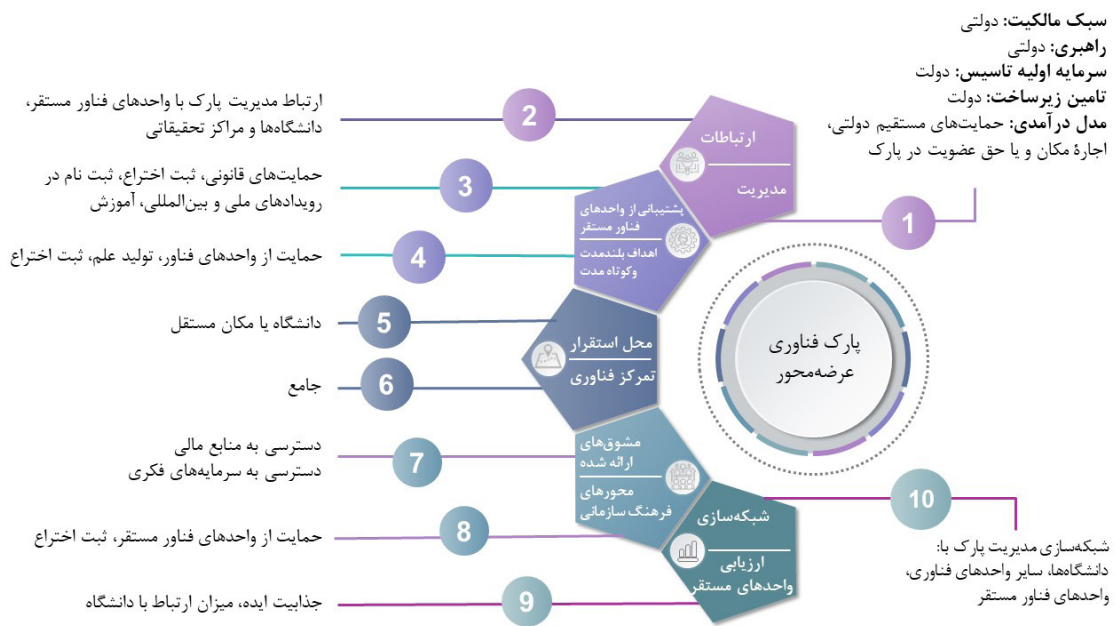 سبک مالکیت: دولتی
راهبری: دولتی
سرمایه اولیه تاسیس: دولت
تامین زیرساخت: دولت
مدل درآمدی: حمایت‌های مستقیم دولتی،
اجارهٔ مکان و یا حق عضویت در پارک
1
ارتباطات
مدیریت
2
ارتباط مدیریت پارک با واحدهای فناور مستقر،
دانشگاه‌ها و مراکز تحقیقاتی
پشتیبانی از واحدهای
فناور مستقر
اهداف بلندمدت
وکوتاه مدت
3
حمایت‌های قانونی، ثبت اختراع، ثبت نام در
رویدادهای ملی و بین‌المللی، آموزش
4
حمایت از واحدهای فناور، تولید علم، ثبت اختراع
پارک فناوری
عرضه‌محور
محل استقرار
تمرکز فناوری
5
دانشگاه یا مکان مستقل
6
جامع
مشوق‌های
ارائه شده
محورهای
فرهنگ سازمانی
7
دسترسی به منابع مالی
دسترسی به سرمایه‌های فکری
8
حمایت از واحدهای فناور مستقر، ثبت اختراع
شبکه‌سازی
ارزیابی
واحدهای مستقر
9
جذابیت ایده، میزان ارتباط با دانشگاه
10
شبکه‌سازی مدیریت پارک با:
دانشگاه‌ها، سایر واحدهای فناوری،
واحدهای فناور مستقر